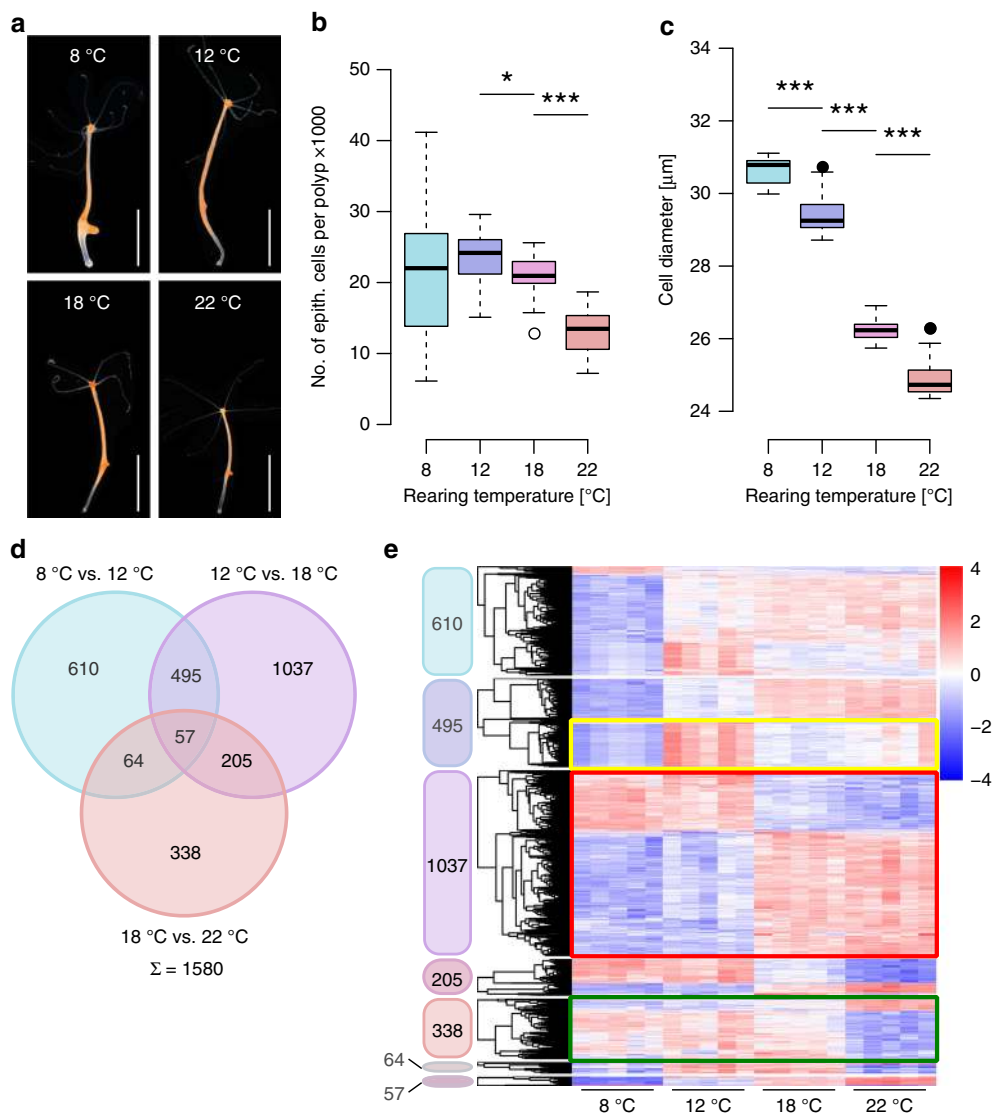 a
8 °C
12 °C
18 °C
22 °C
b
No. of epith. cells per polyp ×1000
50
40
30
20
10
0
*
***
8 12 18 22
Rearing temperature [°C]
c
Cell diameter [μm]
34
32
30
28
26
24
***
***
***
8 12 18 22
Rearing temperature [°C]
d
8 °C vs. 12 °C
12 °C vs. 18 °C
610
495
1037
57
64
205
338
18 °C vs. 22 °C
Σ = 1580
e
610
495
1037
205
338
64
57
4
2
0
−2
−4
8 °C 12 °C 18 °C 22 °C